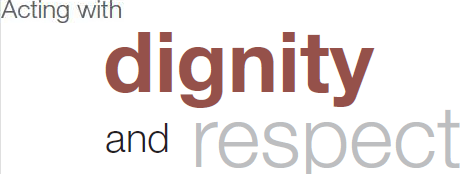 Acting with
dignity
and respect